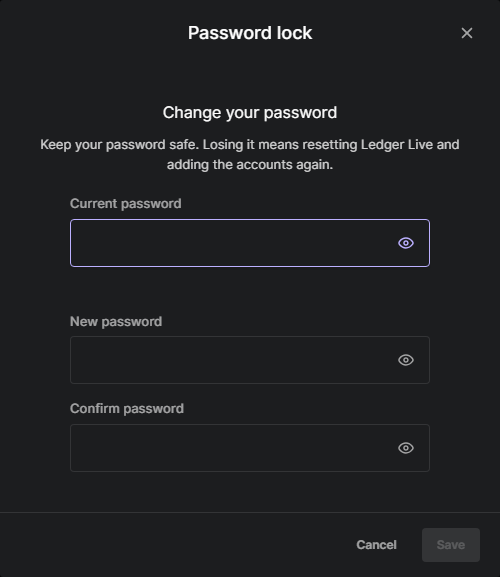 Password lock
Change your password
Keep your password safe. Losing it means resetting Ledger Live and
adding the accounts again.
Current password
New password
Confirm password
Cancel
Save